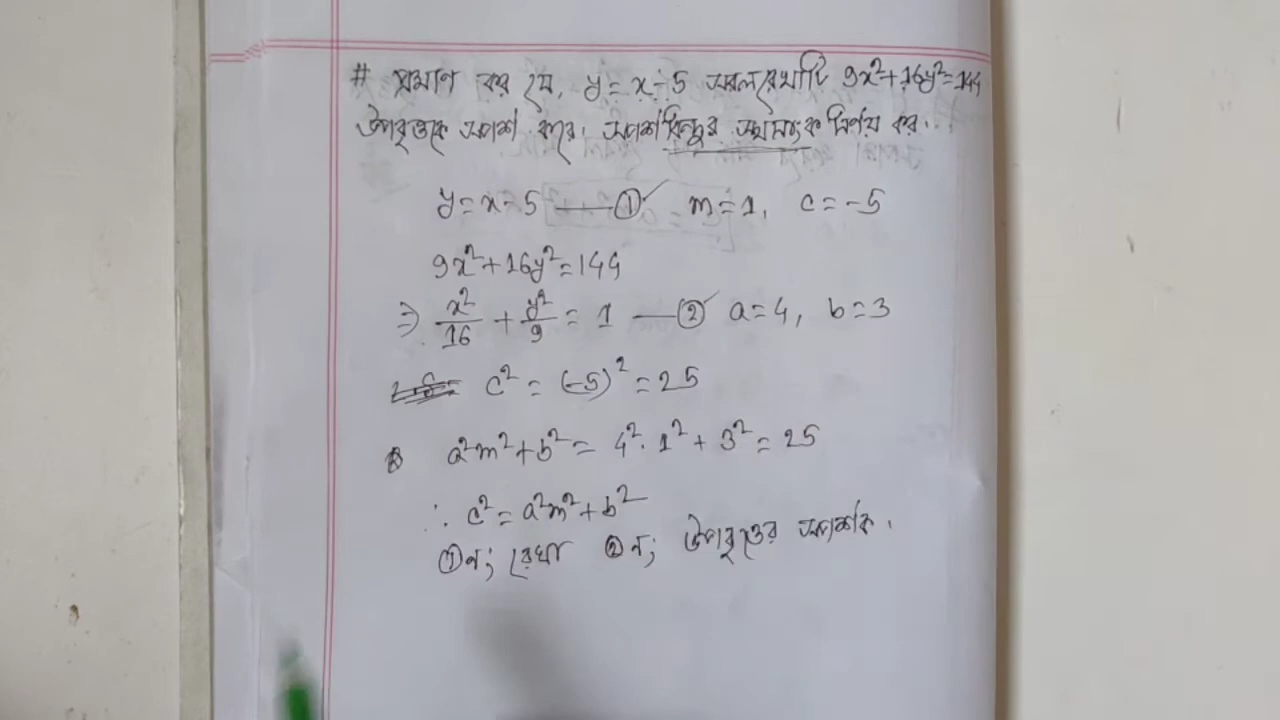 # প্রমাণ কর যে, y = x - 5 সরলরেখাটি 9x²+16y²=144
উপবৃত্তকে স্পর্শ করে। স্পর্শবিন্দুর স্থানাংক নির্ণয় কর।
y = x - 5 —— ① ✓ m = 1, c = -5
9x²+16y²=144
⇒ x²/16 + y²/9 = 1 —— ② ✓ a = 4, b = 3
c² = (-5)² = 25
a²m²+b² = 4²·1² + 3² = 25
∴ c² = a²m²+b²
①নং রেখা ②নং উপবৃত্তের স্পর্শক।